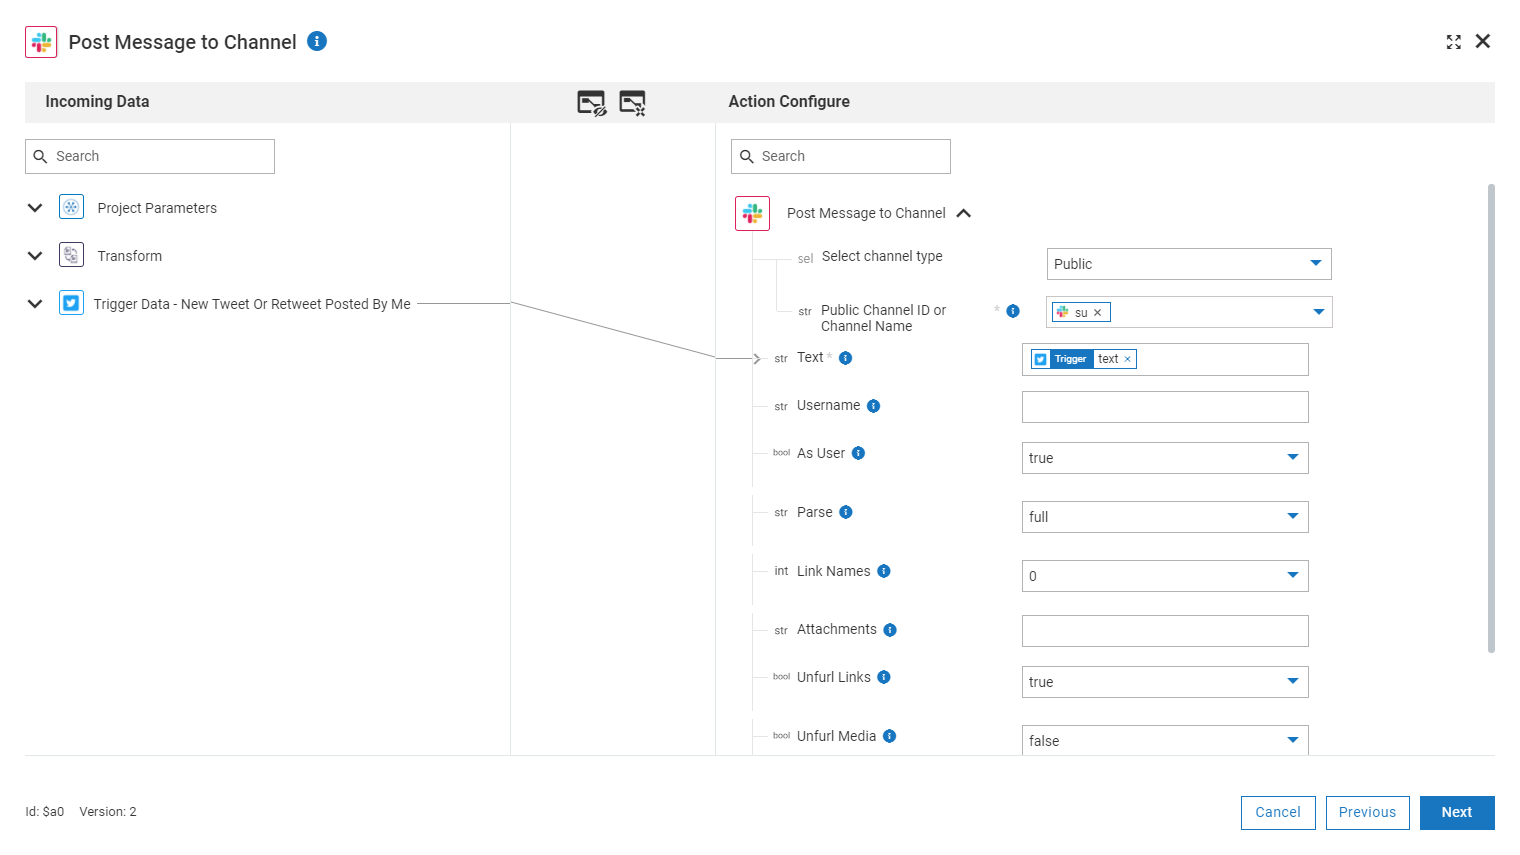 Post Message to Channel
Incoming Data
Action Configure
Search
Search
Project Parameters
Transform
Trigger Data - New Tweet Or Retweet Posted By Me
Post Message to Channel
sel Select channel type
Public
str Public Channel ID or
Channel Name
*
su ×
str Text *
Trigger text ×
str Username
bool As User
true
str Parse
full
int Link Names
0
str Attachments
bool Unfurl Links
true
bool Unfurl Media
false
Id: $a0 Version: 2
Cancel
Previous
Next